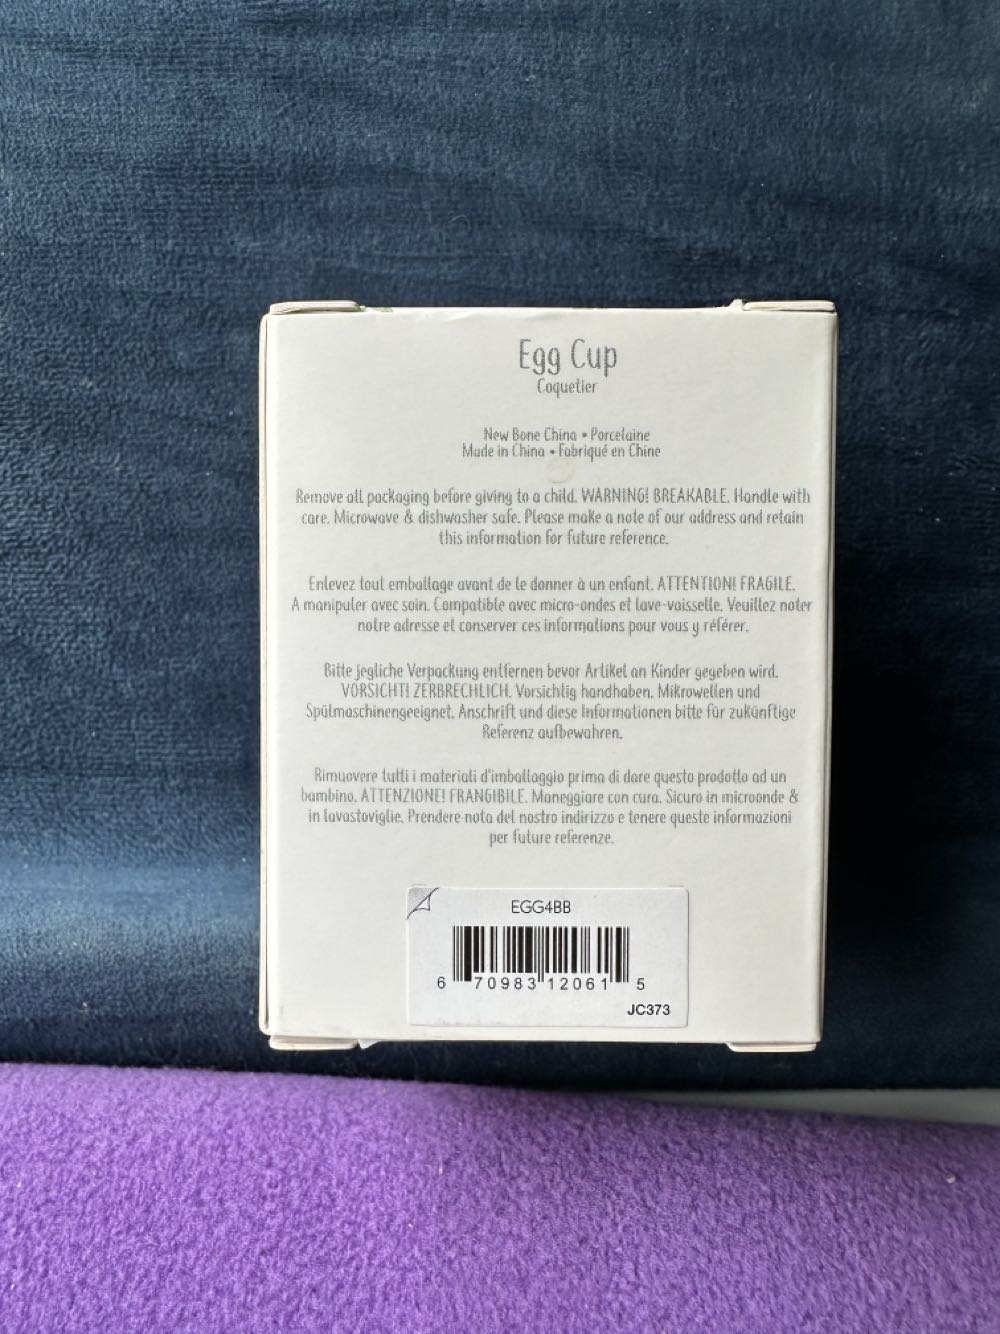 Egg Cup
Coquetier
New Bone China • Porcelaine
Made in China • Fabriqué en Chine
Remove all packaging before giving to a child. WARNING! BREAKABLE. Handle with
care. Microwave & dishwasher safe. Please make a note of our address and retain
this information for future reference.
Enlevez tout emballage avant de le donner à un enfant. ATTENTION! FRAGILE.
A manipuler avec soin. Compatible avec micro-ondes et lave-vaisselle. Veuillez noter
notre adresse et conserver ces informations pour vous y référer.
Bitte jegliche Verpackung entfernen bevor Artikel an Kinder gegeben wird.
VORSICHT! ZERBRECHLICH. Vorsichtig handhaben. Mikrowellen und
Spülmaschinengeeignet. Anschrift und diese Informationen bitte für zukünftige
Referenz aufbewahren.
Rimuovere tutti i materiali d'imballaggio prima di dare questo prodotto ad un
bambino. ATTENZIONE! FRANGIBILE. Maneggiare con cura. Sicuro in microonde &
in lavastoviglie. Prendere nota del nostro indirizzo e tenere queste informazioni
per future referenze.
EGG4BB
6 70983 12061 5
JC373